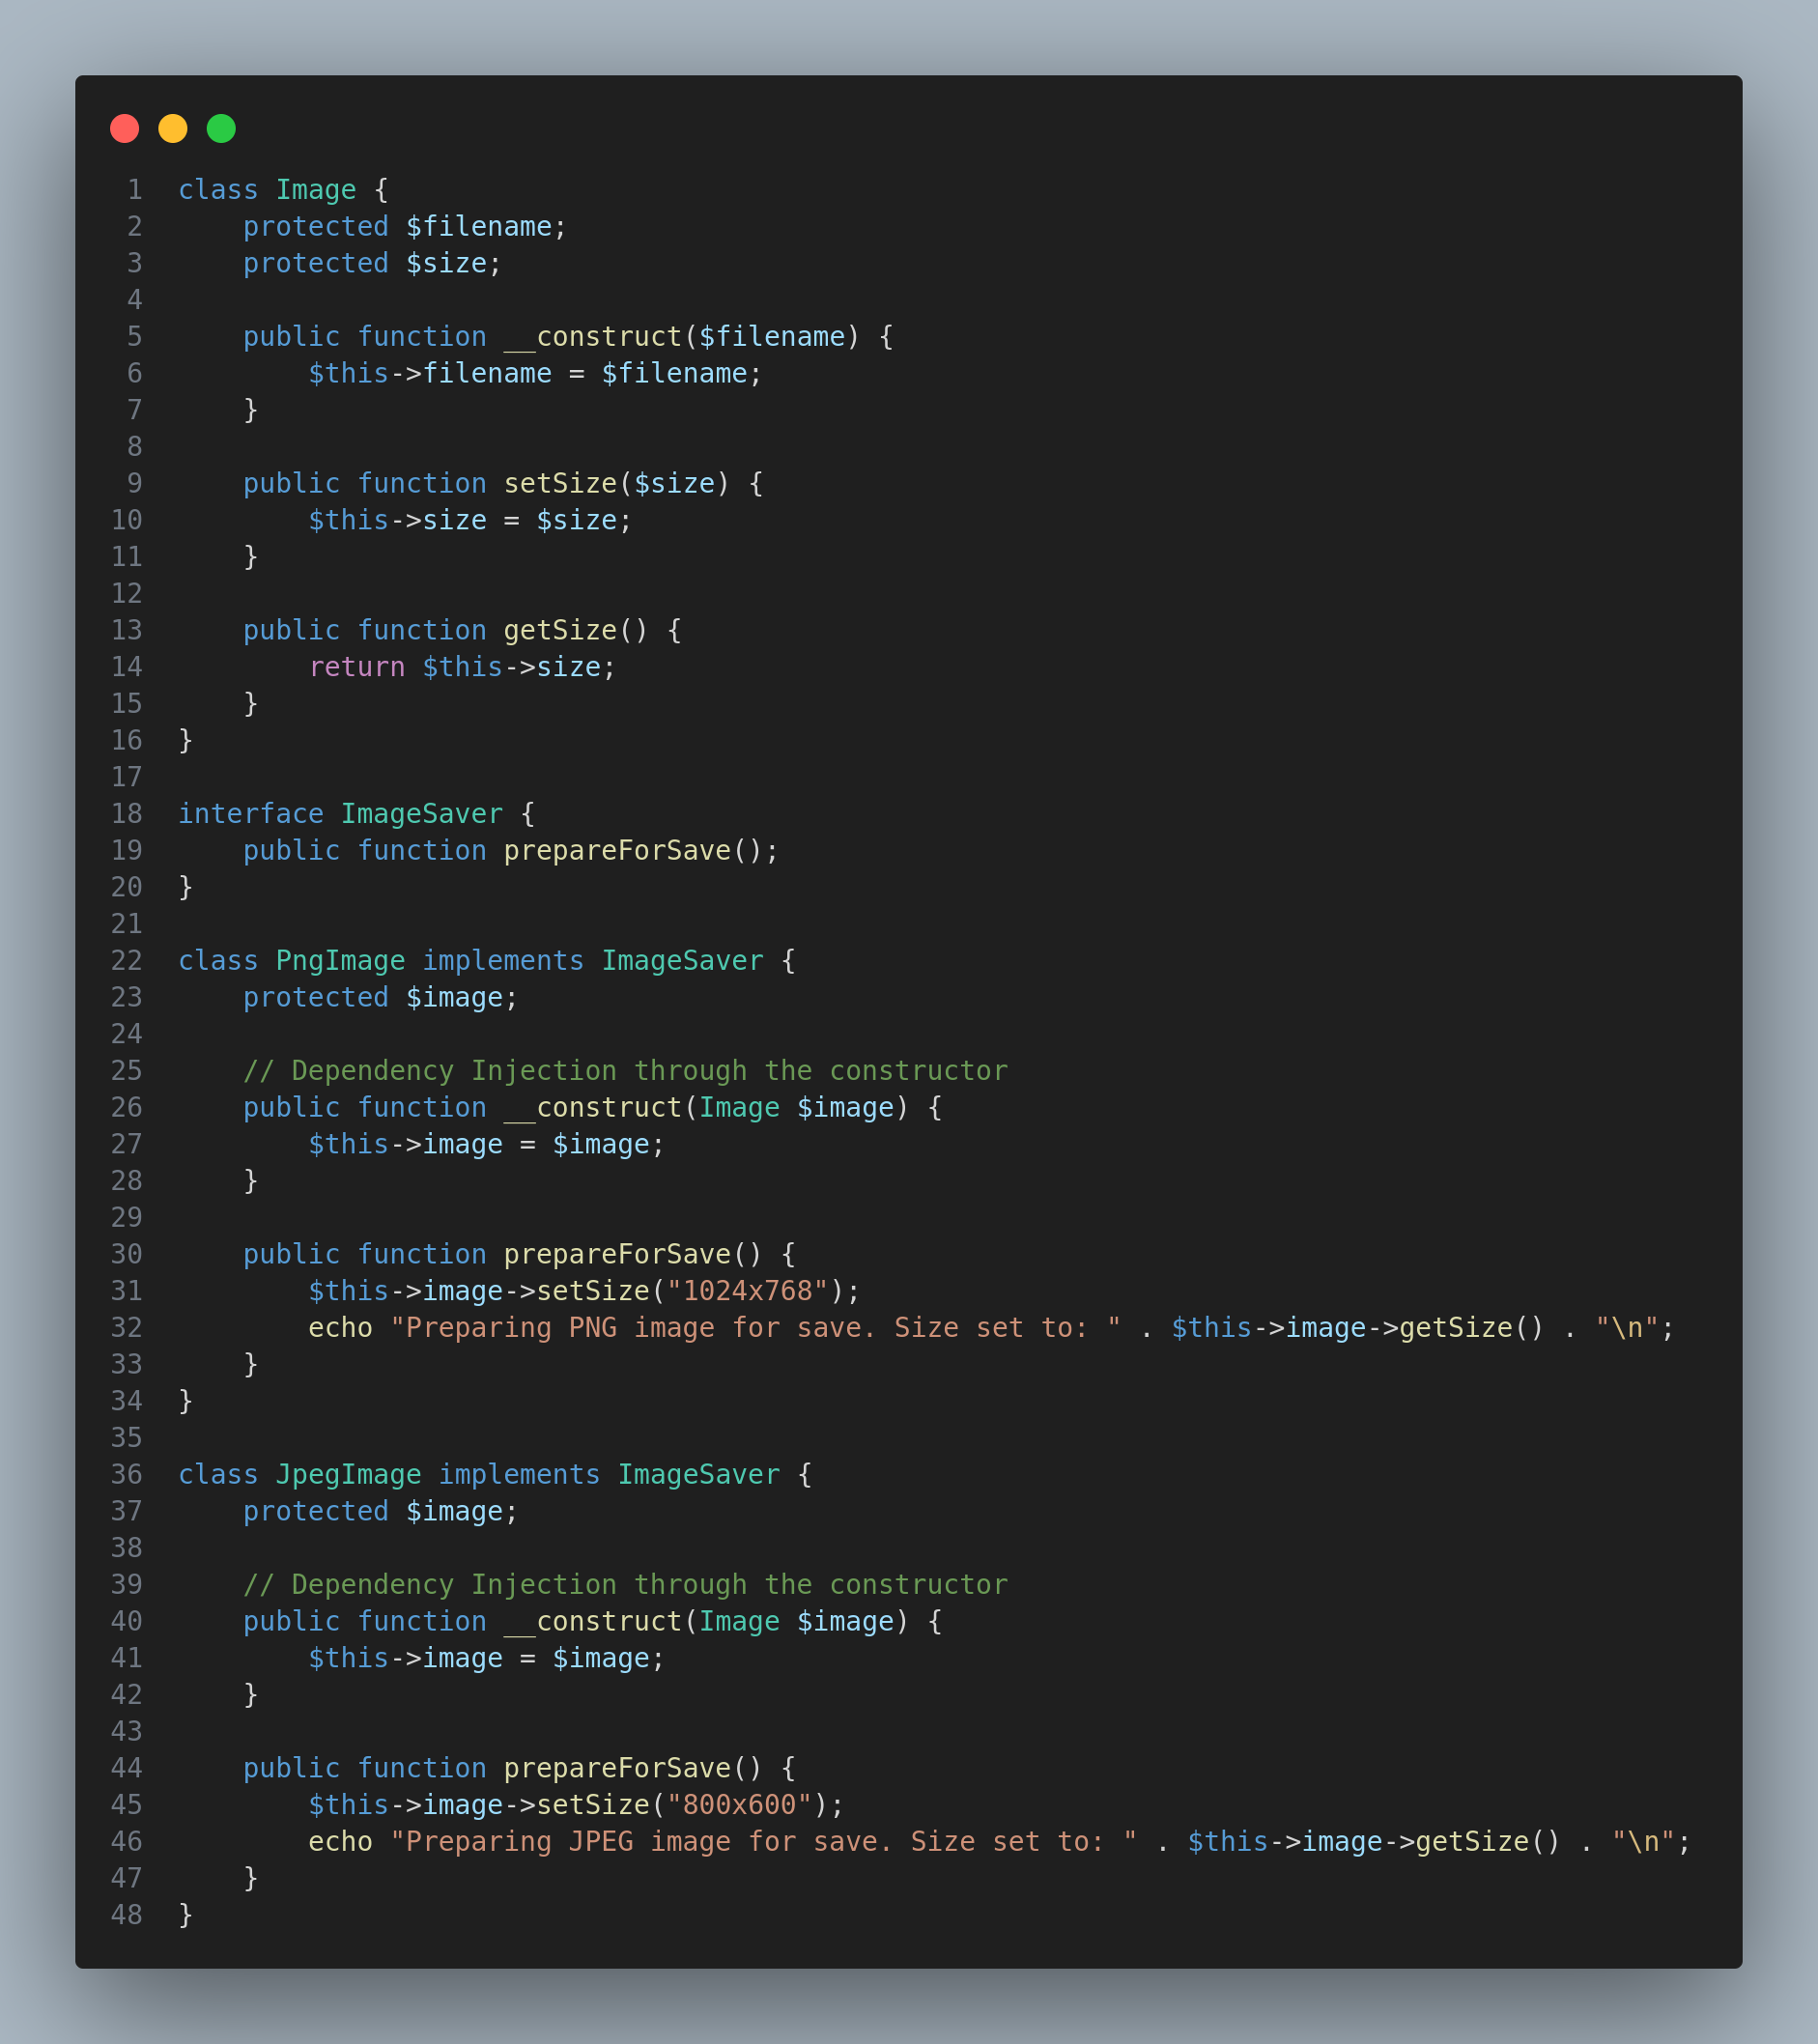 1 class Image {
2     protected $filename;
3     protected $size;
4
5     public function __construct($filename) {
6         $this->filename = $filename;
7     }
8
9     public function setSize($size) {
10         $this->size = $size;
11     }
12
13     public function getSize() {
14         return $this->size;
15     }
16 }
17
18 interface ImageSaver {
19     public function prepareForSave();
20 }
21
22 class PngImage implements ImageSaver {
23     protected $image;
24
25     // Dependency Injection through the constructor
26     public function __construct(Image $image) {
27         $this->image = $image;
28     }
29
30     public function prepareForSave() {
31         $this->image->setSize("1024x768");
32         echo "Preparing PNG image for save. Size set to: " . $this->image->getSize() . "\n";
33     }
34 }
35
36 class JpegImage implements ImageSaver {
37     protected $image;
38
39     // Dependency Injection through the constructor
40     public function __construct(Image $image) {
41         $this->image = $image;
42     }
43
44     public function prepareForSave() {
45         $this->image->setSize("800x600");
46         echo "Preparing JPEG image for save. Size set to: " . $this->image->getSize() . "\n";
47     }
48 }